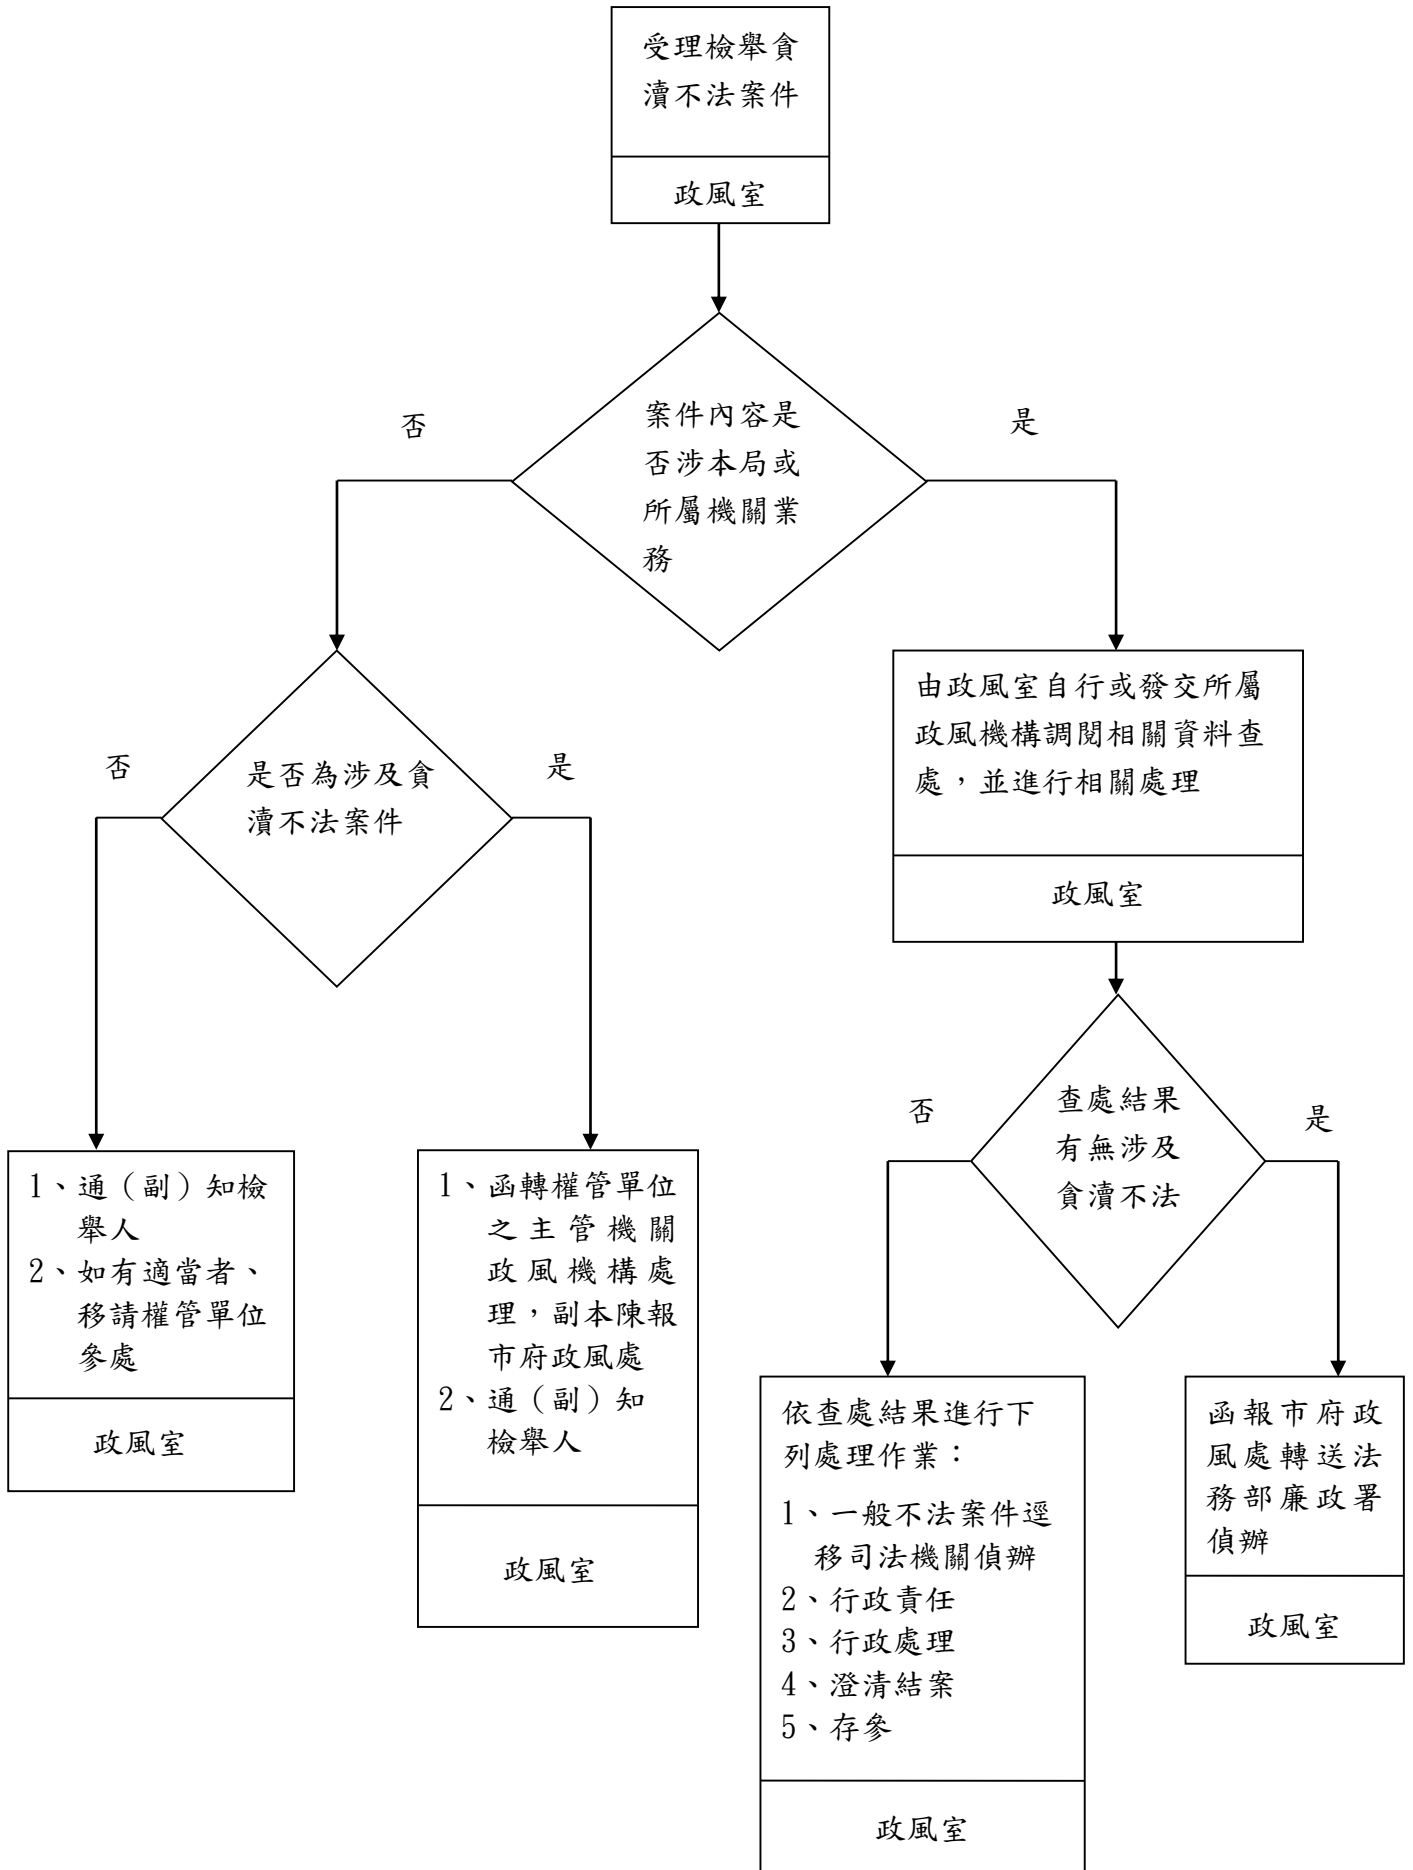 受理檢舉貪
瀆不法案件
政風室
案件內容是
否涉本局或
所屬機關業
務
否
是
是否為涉及貪
瀆不法案件
否
是
由政風室自行或發交所屬
政風機構調閱相關資料查
處，並進行相關處理
政風室
查處結果
有無涉及
貪瀆不法
否
是
1、通（副）知檢
舉人
2、如有適當者、
移請權管單位
參處
政風室
1、函轉權管單位
之主管機關
政風機構處
理，副本陳報
市府政風處
2、通（副）知
檢舉人
政風室
依查處結果進行下
列處理作業：
1、一般不法案件逕
移司法機關偵辦
2、行政責任
3、行政處理
4、澄清結案
5、存參
政風室
函報市府政
風處轉送法
務部廉政署
偵辦
政風室